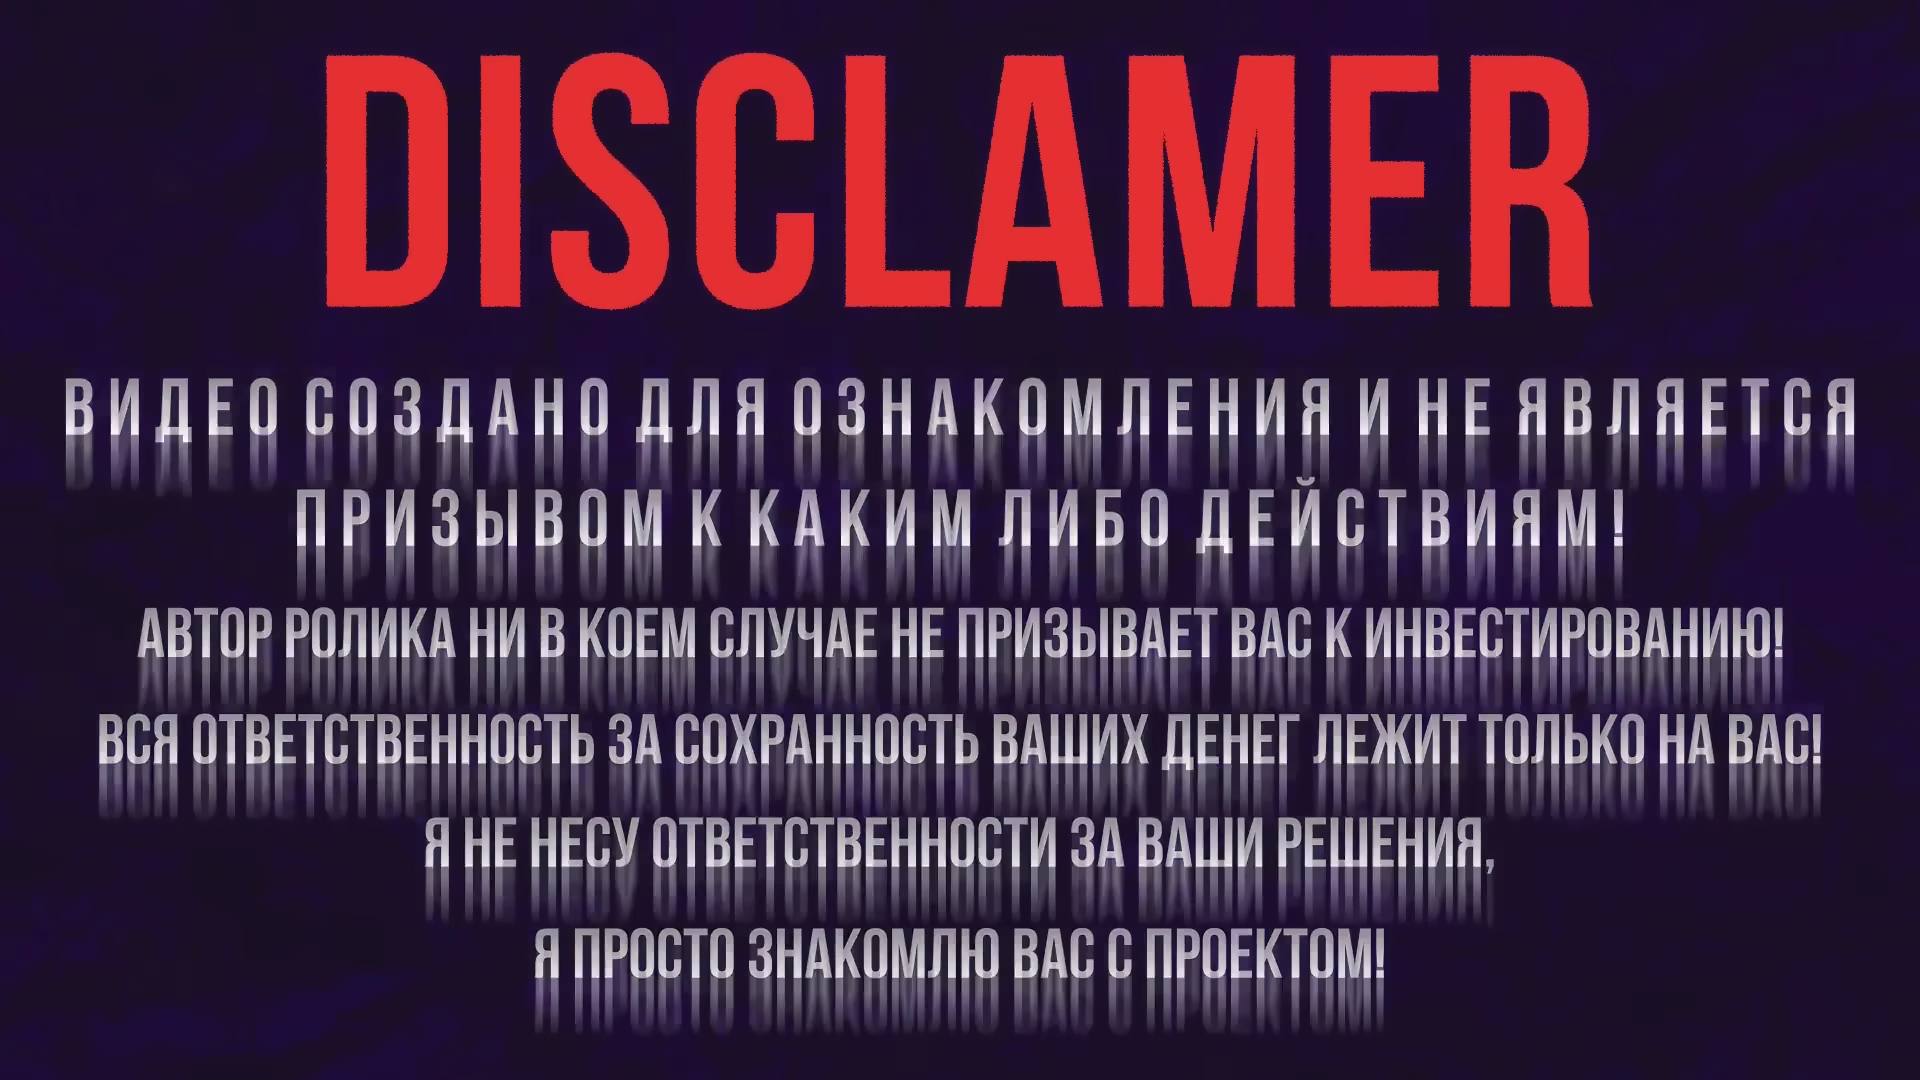 DISCLAMER
ВИДЕО СОЗДАНО ДЛЯ ОЗНАКОМЛЕНИЯ И НЕ ЯВЛЯЕТСЯ
ПРИЗЫВОМ К КАКИМ ЛИБО ДЕЙСТВИЯМ!
АВТОР РОЛИКА НИ В КОЕМ СЛУЧАЕ НЕ ПРИЗЫВАЕТ ВАС К ИНВЕСТИРОВАНИЮ!
ВСЯ ОТВЕТСТВЕННОСТЬ ЗА СОХРАННОСТЬ ВАШИХ ДЕНЕГ ЛЕЖИТ ТОЛЬКО НА ВАС!
Я НЕ НЕСУ ОТВЕТСТВЕННОСТИ ЗА ВАШИ РЕШЕНИЯ,
Я ПРОСТО ЗНАКОМЛЮ ВАС С ПРОЕКТОМ!